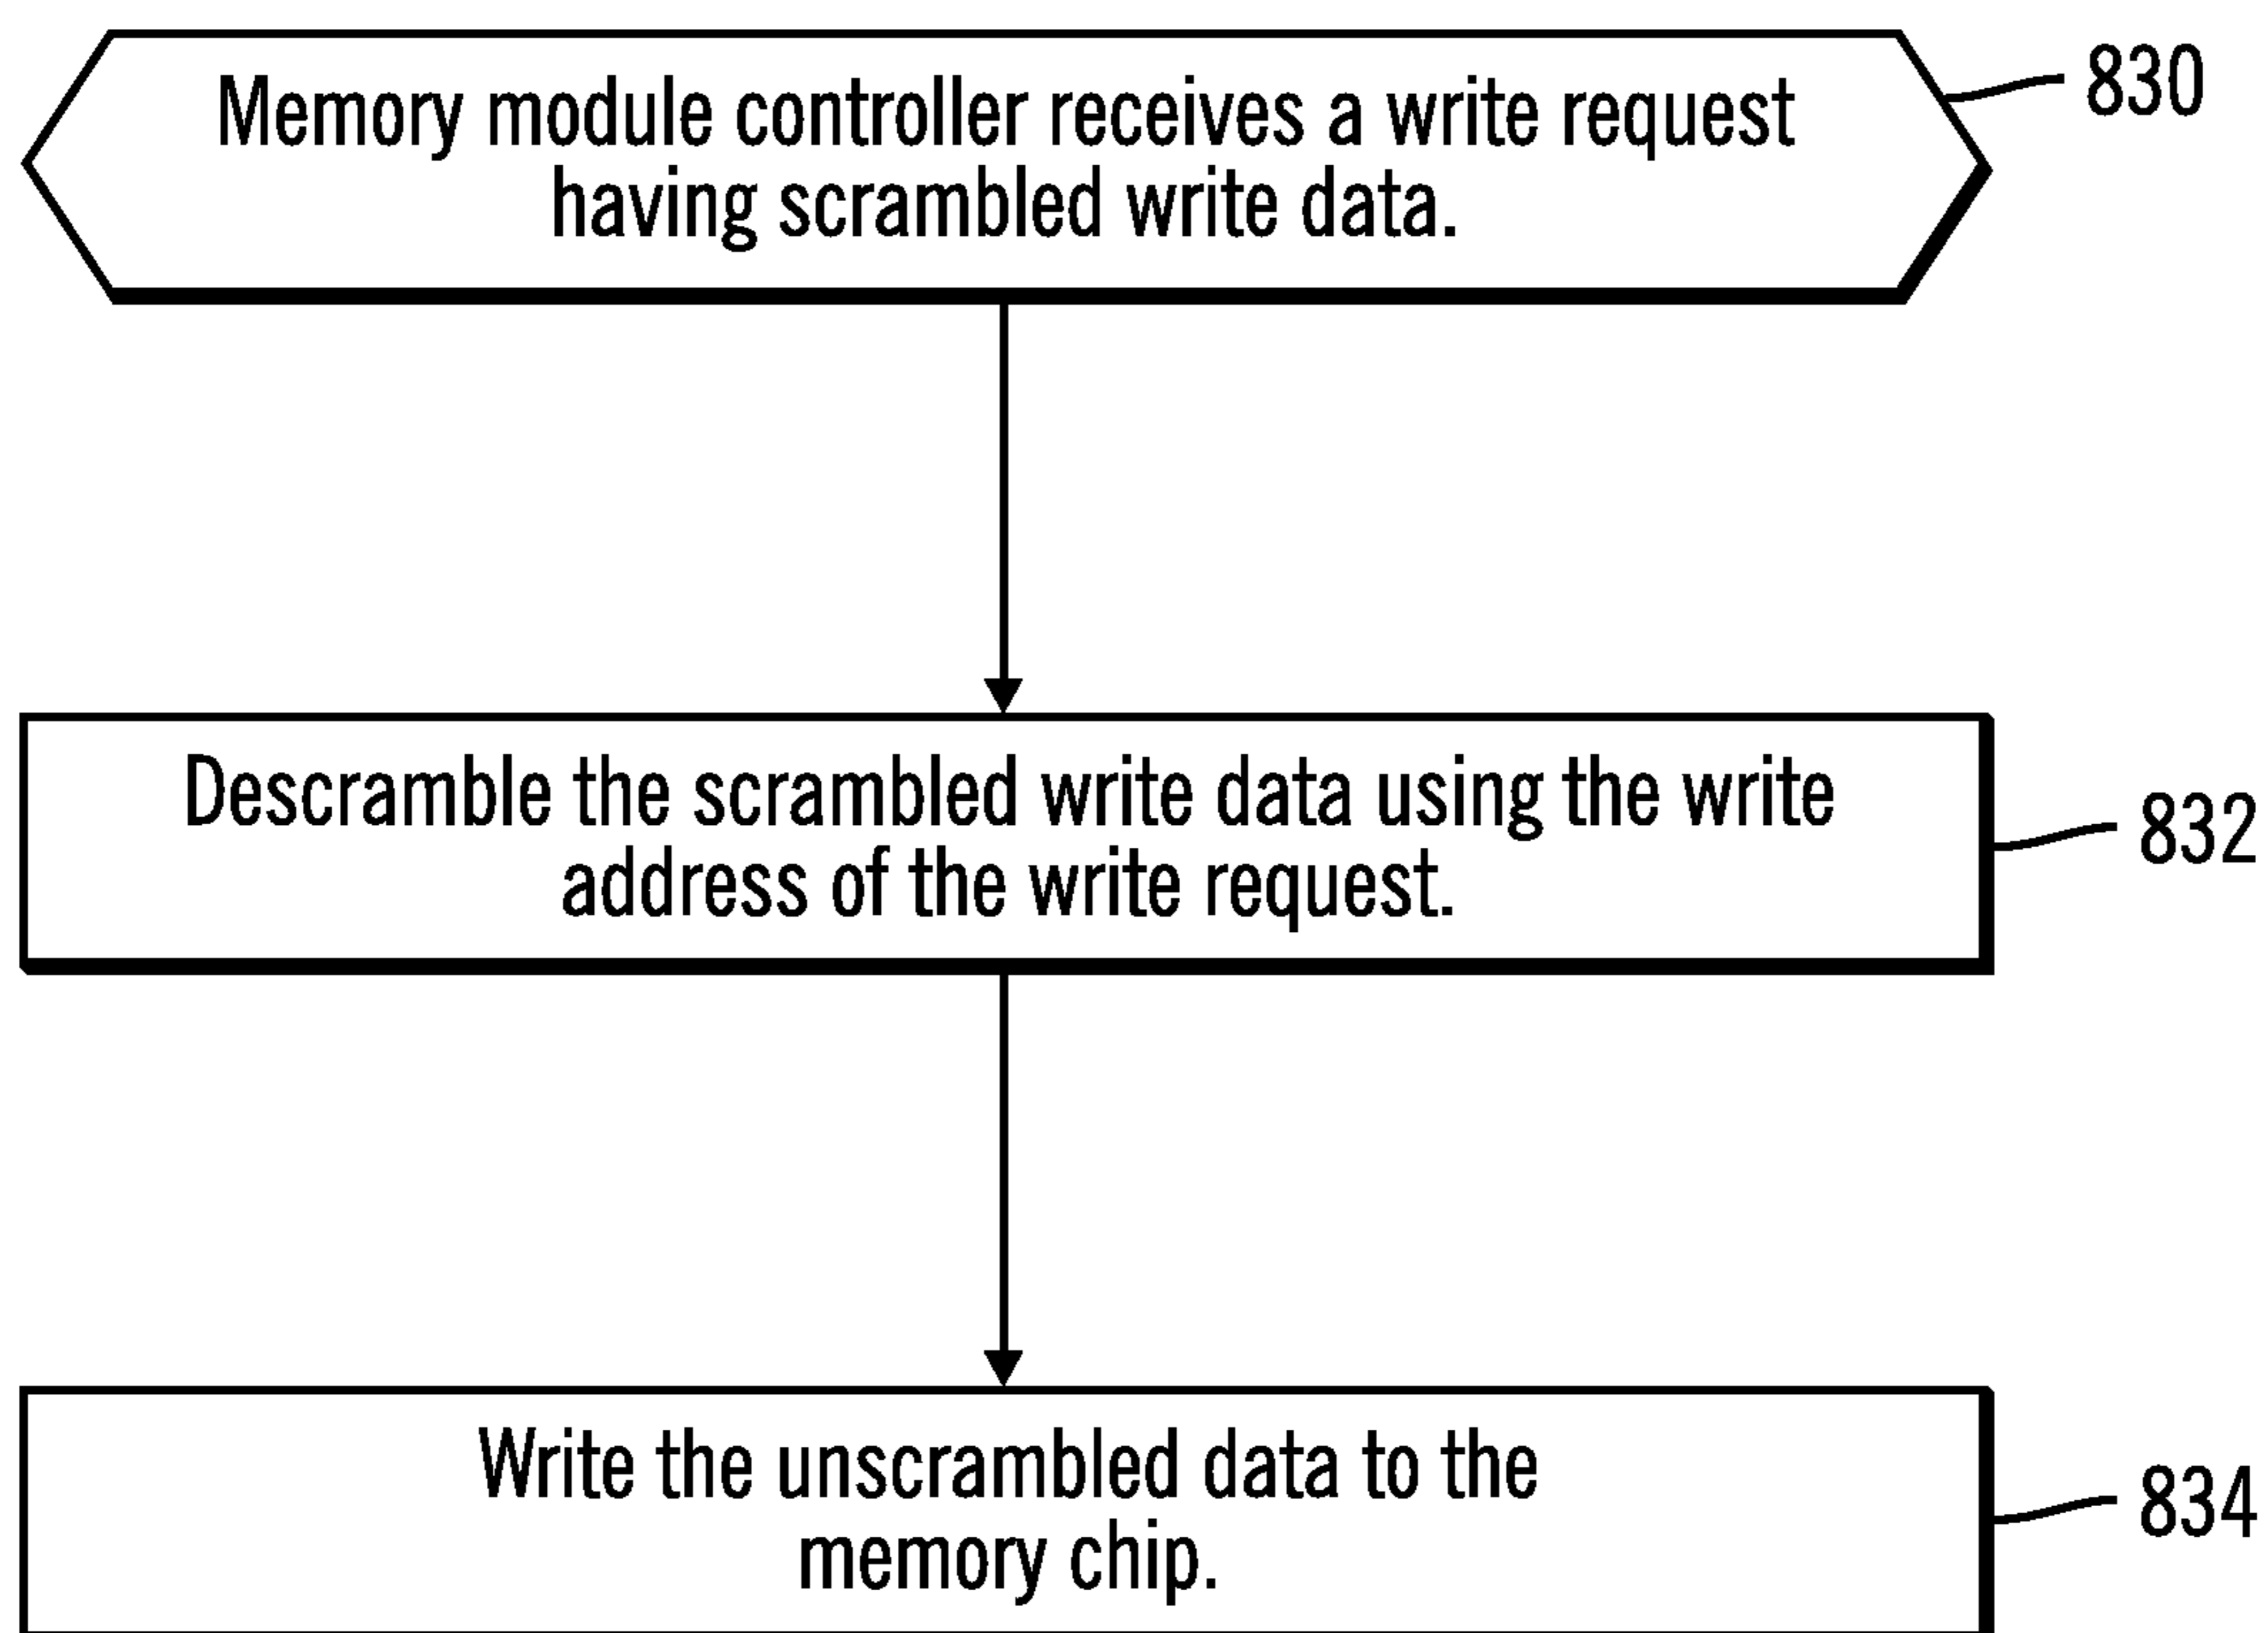 Memory module controller receives a write request
having scrambled write data.
830
Descramble the scrambled write data using the write
address of the write request.
832
Write the unscrambled data to the
memory chip.
834